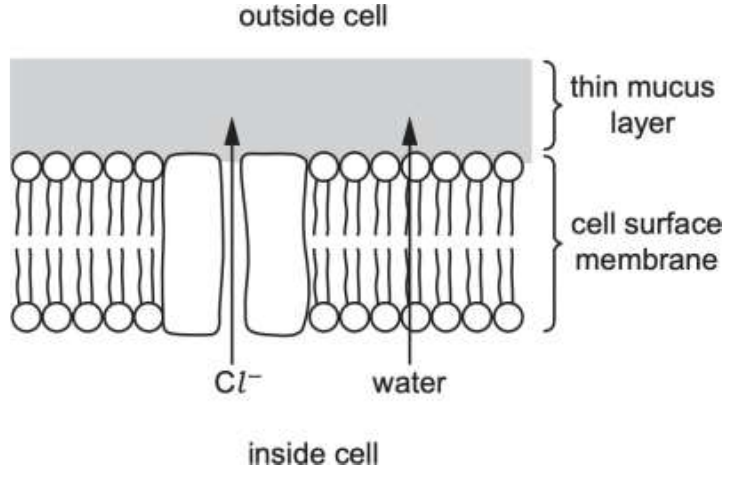 outside cell
thin mucus
layer
cell surface
membrane
Cl⁻
water
inside cell